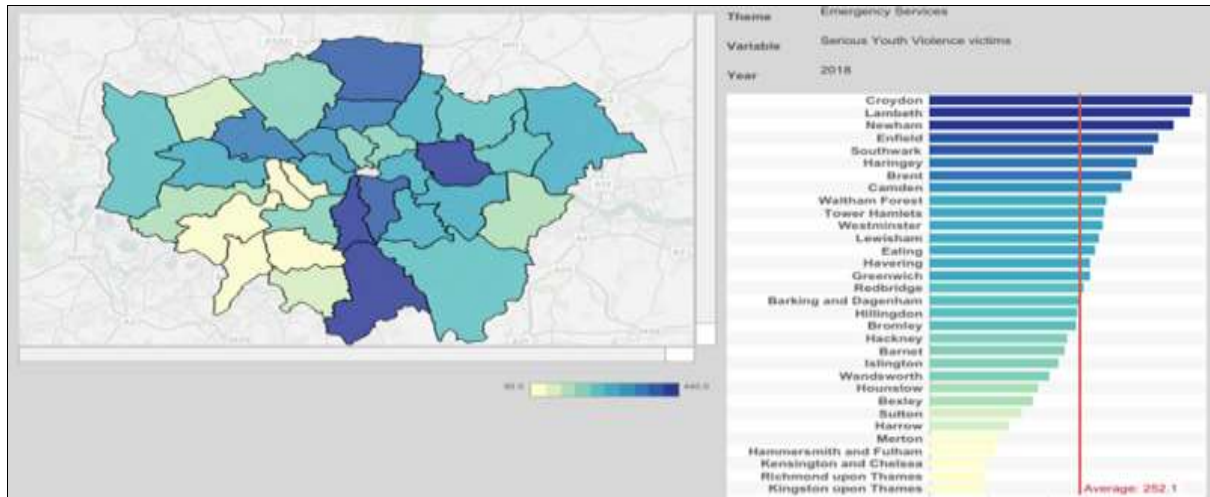 Theme Emergency Services
Variable Serious Youth Violence victims
Year 2018
Croydon
Lambeth
Newham
Enfield
Southwark
Haringey
Brent
Camden
Waltham Forest
Tower Hamlets
Westminster
Lewisham
Ealing
Havering
Greenwich
Redbridge
Barking and Dagenham
Hillingdon
Bromley
Hackney
Barnet
Islington
Wandsworth
Hounslow
Bexley
Sutton
Harrow
Merton
Hammersmith and Fulham
Kensington and Chelsea
Richmond upon Thames
Kingston upon Thames
Average: 252.1